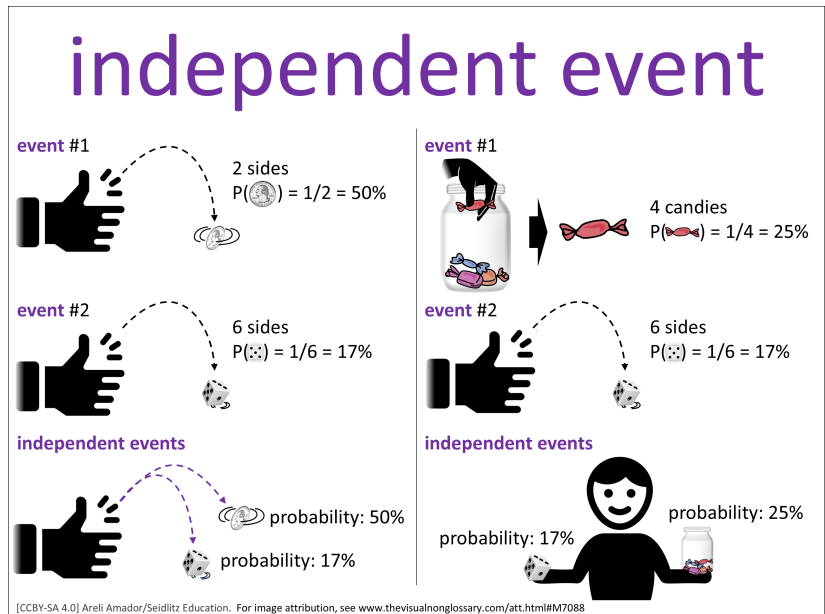 independent event
event #1
2 sides
P( ) = 1/2 = 50%
event #2
6 sides
P( ) = 1/6 = 17%
independent events
probability: 50%
probability: 17%
event #1
4 candies
P( ) = 1/4 = 25%
event #2
6 sides
P( ) = 1/6 = 17%
independent events
probability: 25%
probability: 17%
[CCBY-SA 4.0] Areli Amador/Seidlitz Education. For image attribution, see www.thevisualnonglossary.com/att.html#M7088